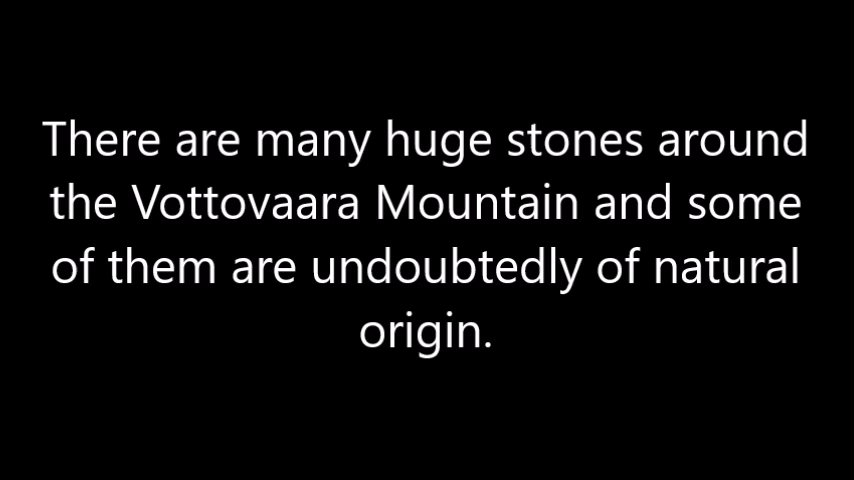 There are many huge stones around
the Vottovaara Mountain and some
of them are undoubtedly of natural
origin.